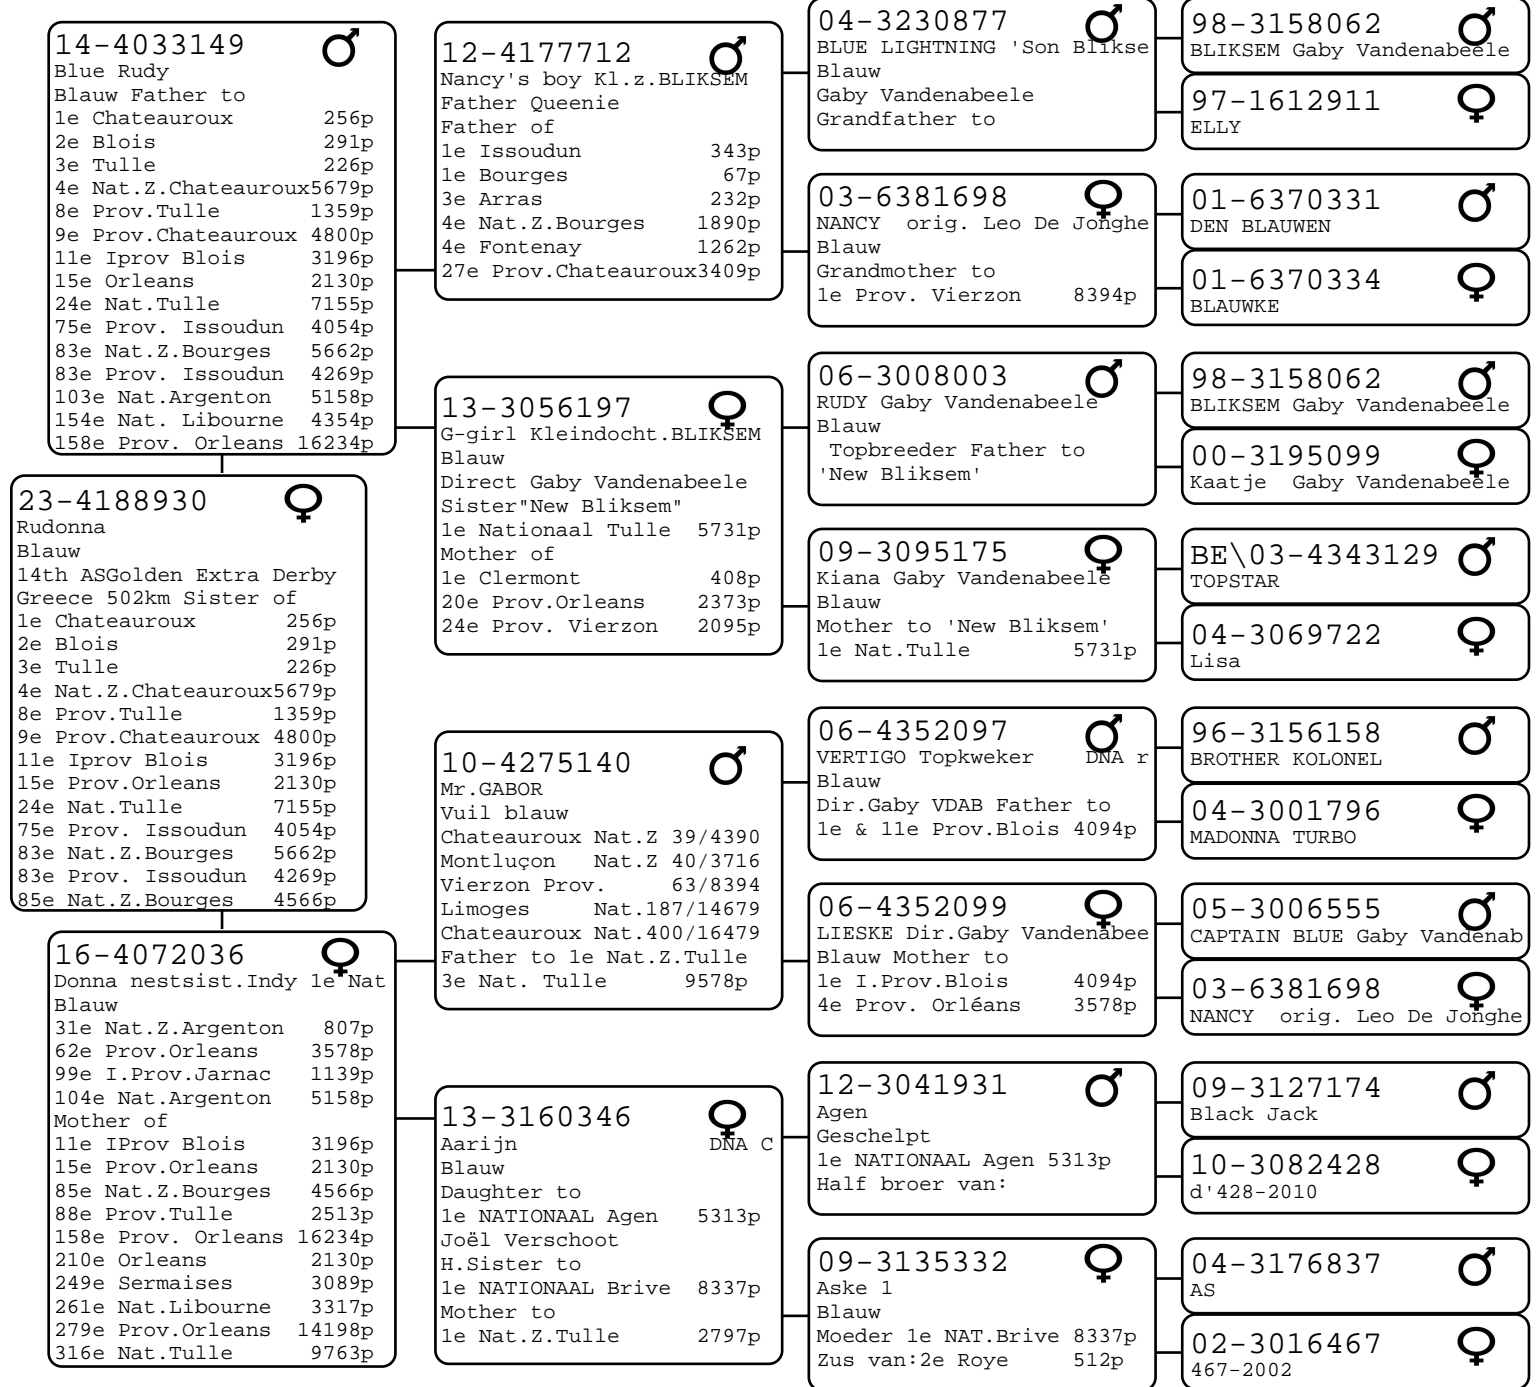 14-4033149
Blue Rudy
Blauw Father to
1e Chateauroux 256p
2e Blois 291p
3e Tulle 226p
4e Nat.Z.Chateauroux5679p
8e Prov.Tulle 1359p
9e Prov.Chateauroux 4800p
11e Iprov Blois 3196p
15e Orleans 2130p
24e Nat.Tulle 7155p
75e Prov. Issoudun 4054p
83e Nat.Z.Bourges 5662p
83e Prov. Issoudun 4269p
103e Nat.Argenton 5158p
154e Nat. Libourne 4354p
158e Prov. Orleans 16234p
23-4188930
Rudonna
Blauw
14th ASGolden Extra Derby
Greece 502km Sister of
1e Chateauroux 256p
2e Blois 291p
3e Tulle 226p
4e Nat.Z.Chateauroux5679p
8e Prov.Tulle 1359p
9e Prov.Chateauroux 4800p
11e Iprov Blois 3196p
15e Prov.Orleans 2130p
24e Nat.Tulle 7155p
75e Prov. Issoudun 4054p
83e Nat.Z.Bourges 5662p
83e Prov. Issoudun 4269p
85e Nat.Z.Bourges 4566p
16-4072036
Donna nestsist.Indy 1e Nat
Blauw
31e Nat.Z.Argenton 807p
62e Prov.Orleans 3578p
99e I.Prov.Jarnac 1139p
104e Nat.Argenton 5158p
Mother of
11e IProv Blois 3196p
15e Prov.Orleans 2130p
85e Nat.Z.Bourges 4566p
88e Prov.Tulle 2513p
158e Prov. Orleans 16234p
210e Orleans 2130p
249e Sermaises 3089p
261e Nat.Libourne 3317p
279e Prov.Orleans 14198p
316e Nat.Tulle 9763p
12-4177712
Nancy's boy Kl.z.BLIKSEM
Father Queenie
Father of
1e Issoudun 343p
1e Bourges 67p
3e Arras 232p
4e Nat.Z.Bourges 1890p
4e Fontenay 1262p
27e Prov.Chateauroux3409p
13-3056197
G-girl Kleindocht.BLIKSEM
Blauw
Direct Gaby Vandenabeele
Sister"New Bliksem"
1e Nationaal Tulle 5731p
Mother of
1e Clermont 408p
20e Prov.Orleans 2373p
24e Prov. Vierzon 2095p
10-4275140
Mr.GABOR
Vuil blauw
Chateauroux Nat.Z 39/4390
Montluçon Nat.Z 40/3716
Vierzon Prov. 63/8394
Limoges Nat.187/14679
Chateauroux Nat.400/16479
Father to 1e Nat.Z.Tulle
3e Nat. Tulle 9578p
13-3160346
Aarijn DNA C
Blauw
Daughter to
1e NATIONAAL Agen 5313p
Joël Verschoot
H.Sister to
1e NATIONAAL Brive 8337p
Mother to
1e Nat.Z.Tulle 2797p
04-3230877
BLUE LIGHTNING 'Son Blikse
Blauw
Gaby Vandenabeele
Grandfather to
03-6381698
NANCY orig. Leo De Jonghe
Blauw
Grandmother to
1e Prov. Vierzon 8394p
06-3008003
RUDY Gaby Vandenabeele
Blauw
Topbreeder Father to
'New Bliksem'
09-3095175
Kiana Gaby Vandenabeele
Blauw
Mother to 'New Bliksem'
1e Nat.Tulle 5731p
06-4352097
VERTIGO Topkweker DNA r
Blauw
Dir.Gaby VDAB Father to
1e & 11e Prov.Blois 4094p
06-4352099
LIESKE Dir.Gaby Vandenabee
Blauw Mother to
1e I.Prov.Blois 4094p
4e Prov. Orléans 3578p
12-3041931
Agen
Geschelpt
1e NATIONAAL Agen 5313p
Half broer van:
09-3135332
Aske 1
Blauw
Moeder 1e NAT.Brive 8337p
Zus van:2e Roye 512p
98-3158062
BLIKSEM Gaby Vandenabeele
97-1612911
ELLY
01-6370331
DEN BLAUWEN
01-6370334
BLAUWKE
98-3158062
BLIKSEM Gaby Vandenabeele
00-3195099
Kaatje Gaby Vandenabeele
BE\03-4343129
TOPSTAR
04-3069722
Lisa
96-3156158
BROTHER KOLONEL
04-3001796
MADONNA TURBO
05-3006555
CAPTAIN BLUE Gaby Vandenab
03-6381698
NANCY orig. Leo De Jonghe
09-3127174
Black Jack
10-3082428
d'428-2010
04-3176837
AS
02-3016467
467-2002